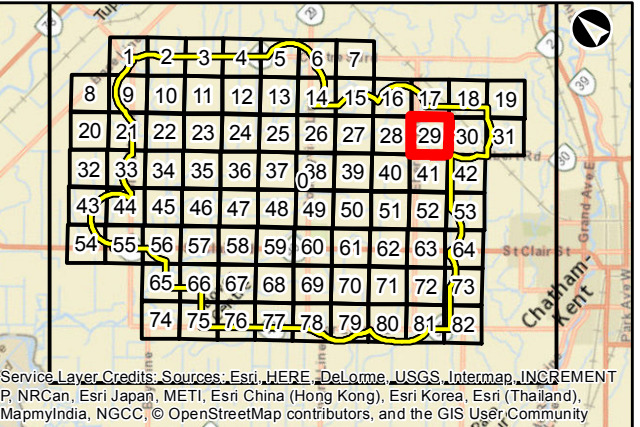 1 2 3 4 5 6 7
8 9 10 11 12 13 14 15 16 17 18 19
20 21 22 23 24 25 26 27 28 29 30 31
32 33 34 35 36 37 38 39 40 41 42
0
43 44 45 46 47 48 49 50 51 52 53
54 55 56 57 58 59 60 61 62 63 64
St Clair St
Grand Ave E
65 66 67 68 69 70 71 72 73
Chatham-
Kent
Park Ave W
74 75 76 77 78 79 80 81 82
29
2
39
30
Service Layer Credits: Sources: Esri, HERE, DeLorme, USGS, Intermap, INCREMENT
P, NRCan, Esri Japan, METI, Esri China (Hong Kong), Esri Korea, Esri (Thailand),
MapmyIndia, NGCC, © OpenStreetMap contributors, and the GIS User Community